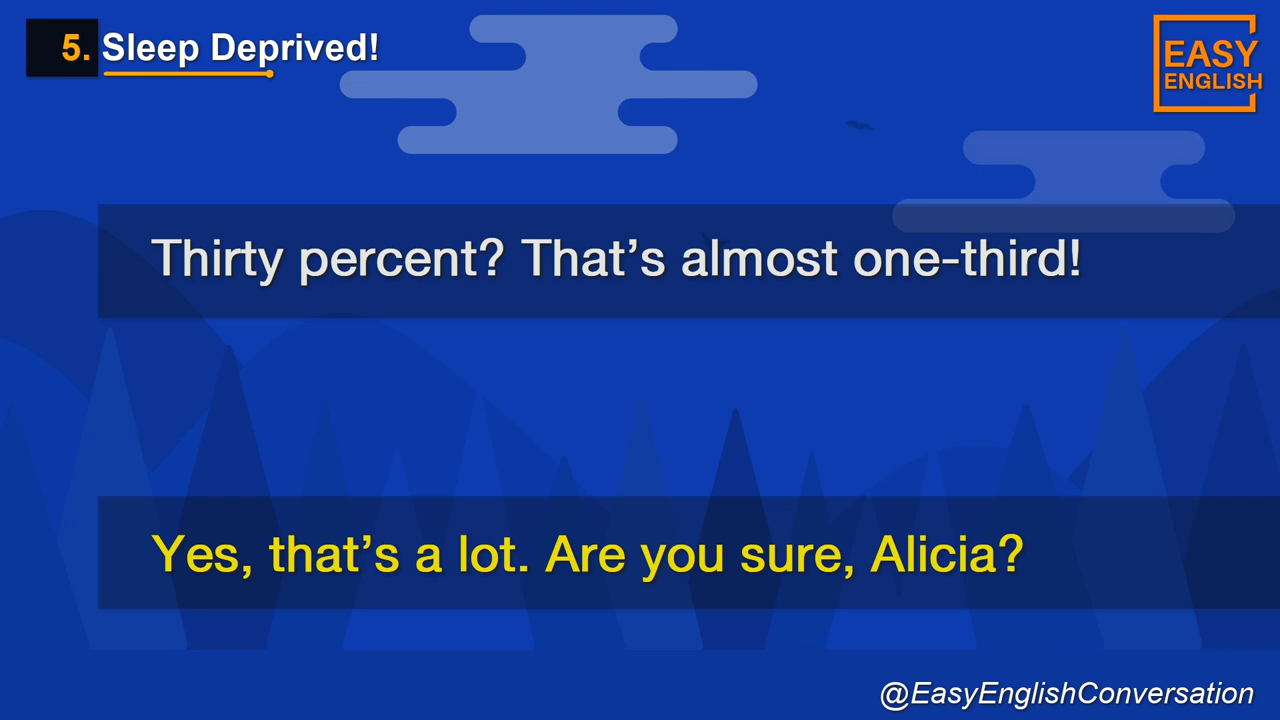 5. Sleep Deprived!
EASY
ENGLISH
Thirty percent? That’s almost one-third!
Yes, that’s a lot. Are you sure, Alicia?
@EasyEnglishConversation